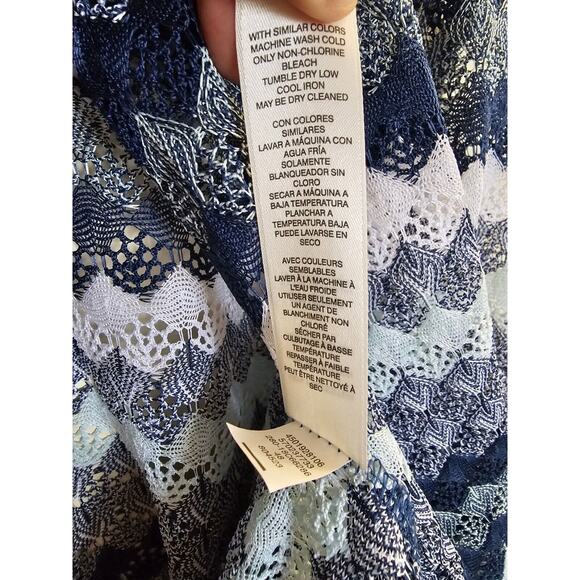 WITH SIMILAR COLORS
MACHINE WASH COLD
ONLY NON-CHLORINE
BLEACH
TUMBLE DRY LOW
COOL IRON
MAY BE DRY CLEANED
CON COLORES
SIMILARES
LAVAR A MÁQUINA CON
AGUA FRÍA
SOLAMENTE
BLANQUEADOR SIN
CLORO
SECAR A MÁQUINA A
BAJA TEMPERATURA
PLANCHAR A
TEMPERATURA BAJA
PUEDE LAVARSE EN
SECO
AVEC COULEURS
SEMBLABLES
LAVER À LA MACHINE À
L'EAU FROIDE
UTILISER SEULEMENT
UN AGENT DE
BLANCHIMENT NON
CHLORÉ
SÉCHER PAR
CULBUTAGE À BASSE
TEMPÉRATURE
REPASSER À FAIBLE
TEMPÉRATURE
PEUT ÊTRE NETTOYÉ À
SEC
4501928106
570237733
48